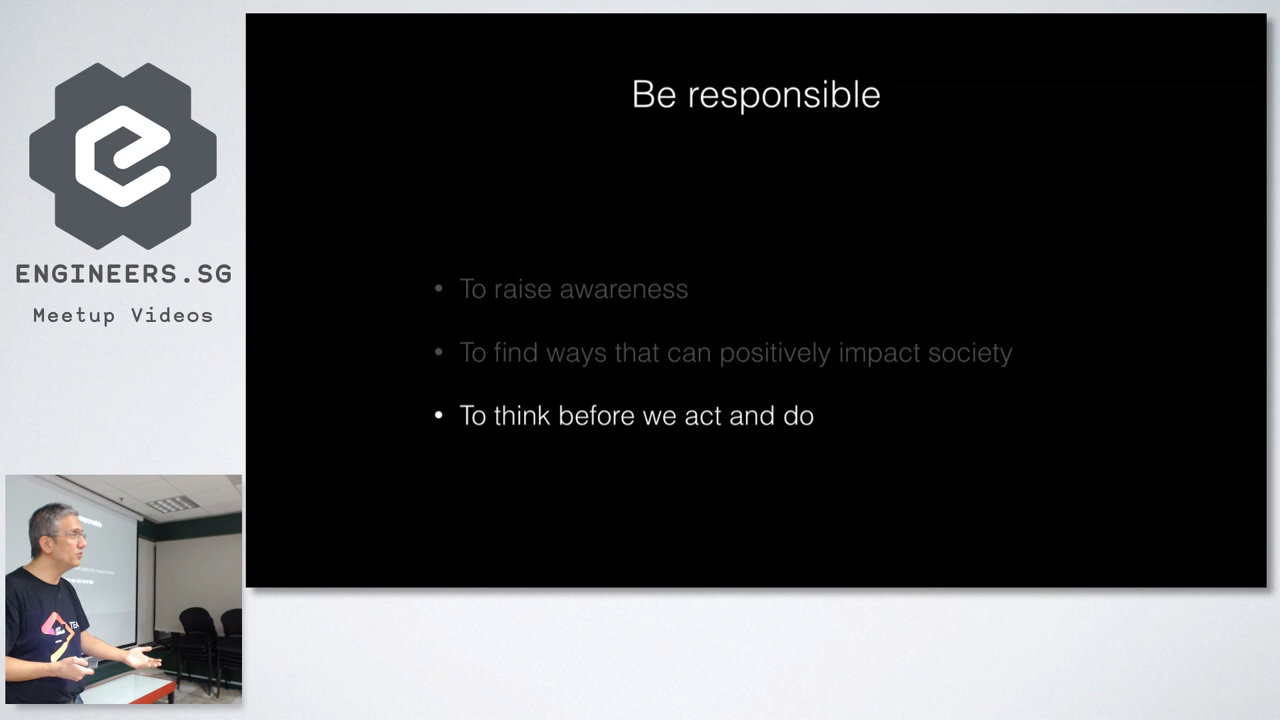 ENGINEERS.SG
Meetup Videos
Be responsible
• To raise awareness
• To find ways that can positively impact society
• To think before we act and do